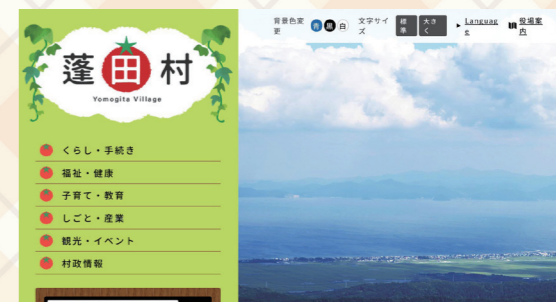 背景色変更
青 黒 白
文字サイズ
標準
大きく
Language
役場案内
蓬田村
Yomogita Village
くらし・手続き
福祉・健康
子育て・教育
しごと・産業
観光・イベント
村政情報